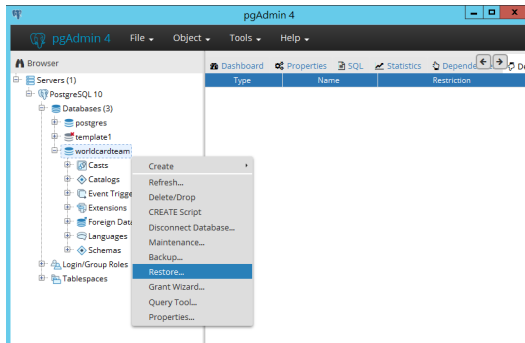 pgAdmin 4
pgAdmin 4 File Object Tools Help
Browser
Dashboard Properties SQL Statistics Depende De
Type Name Restriction
Servers (1)
PostgreSQL 10
Databases (3)
postgres
template1
worldcardteam
Casts
Catalogs
Event Trigge
Extensions
Foreign Data
Languages
Schemas
Login/Group Roles
Tablespaces
Create
Refresh...
Delete/Drop
CREATE Script
Disconnect Database...
Maintenance...
Backup...
Restore...
Grant Wizard...
Query Tool...
Properties...